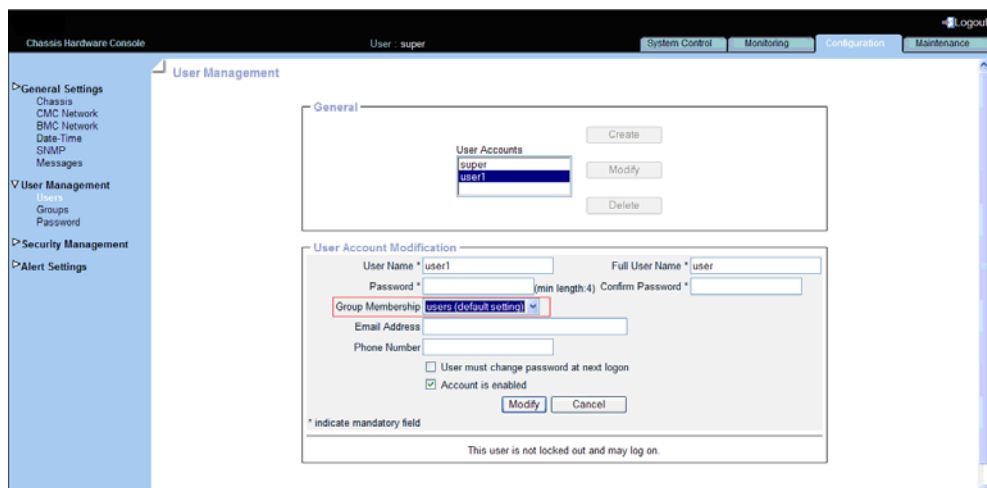 Logout
Chassis Hardware Console
User : super
System Control
Monitoring
Configuration
Maintenance
General Settings
Chassis
CMC Network
BMC Network
Date-Time
SNMP
Messages
User Management
Users
Groups
Password
Security Management
Alert Settings
User Management
General
User Accounts
super
user1
Create
Modify
Delete
User Account Modification
User Name * user1
Full User Name * user
Password * (min length:4)
Confirm Password *
Group Membership users (default setting)
Email Address
Phone Number
User must change password at next logon
Account is enabled
Modify
Cancel
* indicate mandatory field
This user is not locked out and may log on.